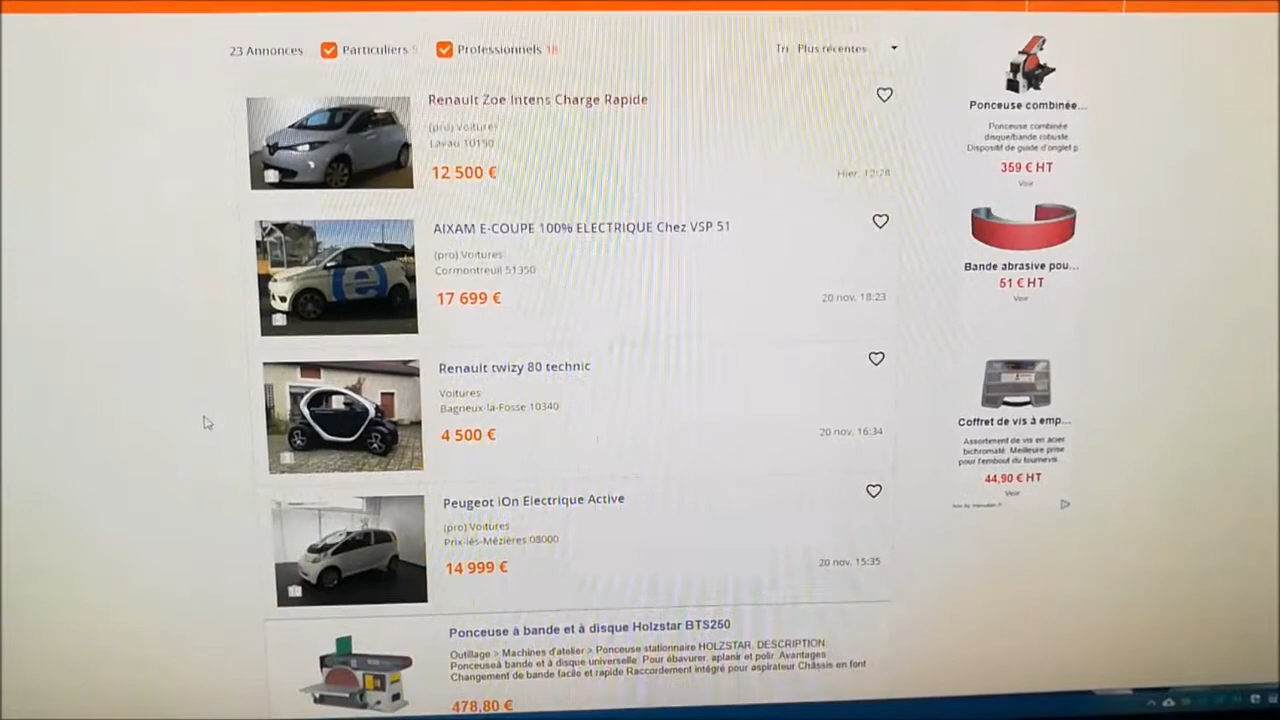 23 Annonces
Particuliers 5
Professionnels 18
Tri Plus récentes
Renault Zoe Intens Charge Rapide
(pro) Voitures
Lavau 10150
12 500 €
Hier, 12:28
AIXAM E-COUPE 100% ELECTRIQUE Chez VSP 51
(pro) Voitures
Cormontreuil 51350
17 699 €
20 nov, 18:23
Renault twizy 80 technic
Voitures
Bagneux-la-Fosse 10340
4 500 €
20 nov, 16:34
Peugeot iOn Electrique Active
(pro) Voitures
Prix-lès-Mézières 08000
14 999 €
20 nov, 15:35
Ponceuse à bande et à disque Holzstar BTS250
Outillage > Machines d'atelier > Ponceuse stationnaire HOLZSTAR. DESCRIPTION
Ponceuseà bande et à disque universelle. Pour ébavurer, aplanir et polir. Avantages
Changement de bande facile et rapide Raccordement intégré pour aspirateur Châssis en font
478,80 €
Ponceuse combinée...
Ponceuse combinée
disque/bande robuste.
Dispositif de guide d'onglet p
359 € HT
Voir
Bande abrasive pou...
51 € HT
Voir
Coffret de vis à emp...
Assortement de vis en acier
bichromaté. Meilleure prise
pour l'embout du tournevis
44,90 € HT
Voir
e